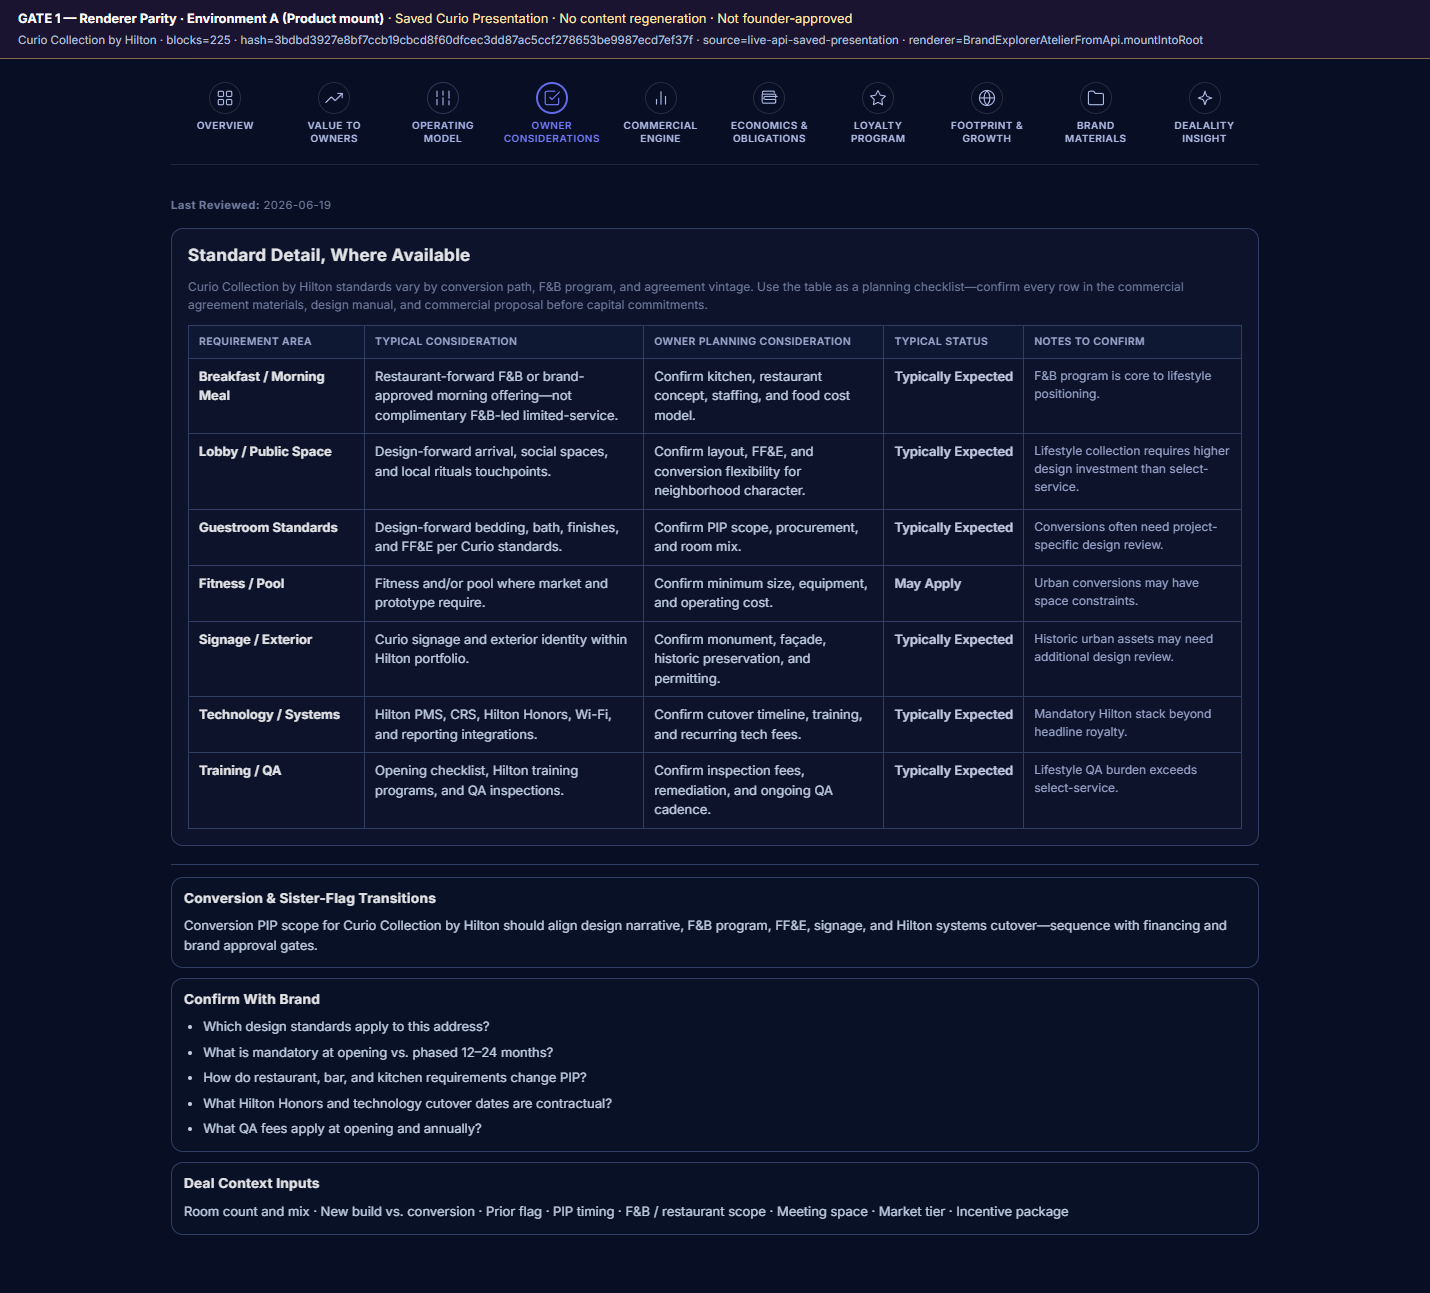 GATE 1 — Renderer Parity · Environment A (Product mount) · Saved Curio Presentation · No content regeneration · Not founder-approved
Curio Collection by Hilton · blocks=225 · hash=3bdbd3927e8bf7ccb19cbcd8f60dfcec3dd87ac5ccf278653be9987ecd7ef37f · source=live-api-saved-presentation · renderer=BrandExplorerAtelierFromApi.mountIntoRoot
OVERVIEW
VALUE TO
OWNERS
OPERATING
MODEL
OWNER
CONSIDERATIONS
COMMERCIAL
ENGINE
ECONOMICS &
OBLIGATIONS
LOYALTY
PROGRAM
FOOTPRINT &
GROWTH
BRAND
MATERIALS
DEALALITY
INSIGHT
Last Reviewed: 2026-06-19
Standard Detail, Where Available
Curio Collection by Hilton standards vary by conversion path, F&B program, and agreement vintage. Use the table as a planning checklist—confirm every row in the commercial
agreement materials, design manual, and commercial proposal before capital commitments.
REQUIREMENT AREA
TYPICAL CONSIDERATION
OWNER PLANNING CONSIDERATION
TYPICAL STATUS
NOTES TO CONFIRM
Breakfast / Morning
Meal
Restaurant-forward F&B or brand-
approved morning offering—not
complimentary F&B-led limited-service.
Confirm kitchen, restaurant
concept, staffing, and food cost
model.
Typically Expected
F&B program is core to lifestyle
positioning.
Lobby / Public Space
Design-forward arrival, social spaces,
and local rituals touchpoints.
Confirm layout, FF&E, and
conversion flexibility for
neighborhood character.
Typically Expected
Lifestyle collection requires higher
design investment than select-
service.
Guestroom Standards
Design-forward bedding, bath, finishes,
and FF&E per Curio standards.
Confirm PIP scope, procurement,
and room mix.
Typically Expected
Conversions often need project-
specific design review.
Fitness / Pool
Fitness and/or pool where market and
prototype require.
Confirm minimum size, equipment,
and operating cost.
May Apply
Urban conversions may have
space constraints.
Signage / Exterior
Curio signage and exterior identity within
Hilton portfolio.
Confirm monument, façade,
historic preservation, and
permitting.
Typically Expected
Historic urban assets may need
additional design review.
Technology / Systems
Hilton PMS, CRS, Hilton Honors, Wi-Fi,
and reporting integrations.
Confirm cutover timeline, training,
and recurring tech fees.
Typically Expected
Mandatory Hilton stack beyond
headline royalty.
Training / QA
Opening checklist, Hilton training
programs, and QA inspections.
Confirm inspection fees,
remediation, and ongoing QA
cadence.
Typically Expected
Lifestyle QA burden exceeds
select-service.
Conversion & Sister-Flag Transitions
Conversion PIP scope for Curio Collection by Hilton should align design narrative, F&B program, FF&E, signage, and Hilton systems cutover—sequence with financing and
brand approval gates.
Confirm With Brand
• Which design standards apply to this address?
• What is mandatory at opening vs. phased 12–24 months?
• How do restaurant, bar, and kitchen requirements change PIP?
• What Hilton Honors and technology cutover dates are contractual?
• What QA fees apply at opening and annually?
Deal Context Inputs
Room count and mix · New build vs. conversion · Prior flag · PIP timing · F&B / restaurant scope · Meeting space · Market tier · Incentive package